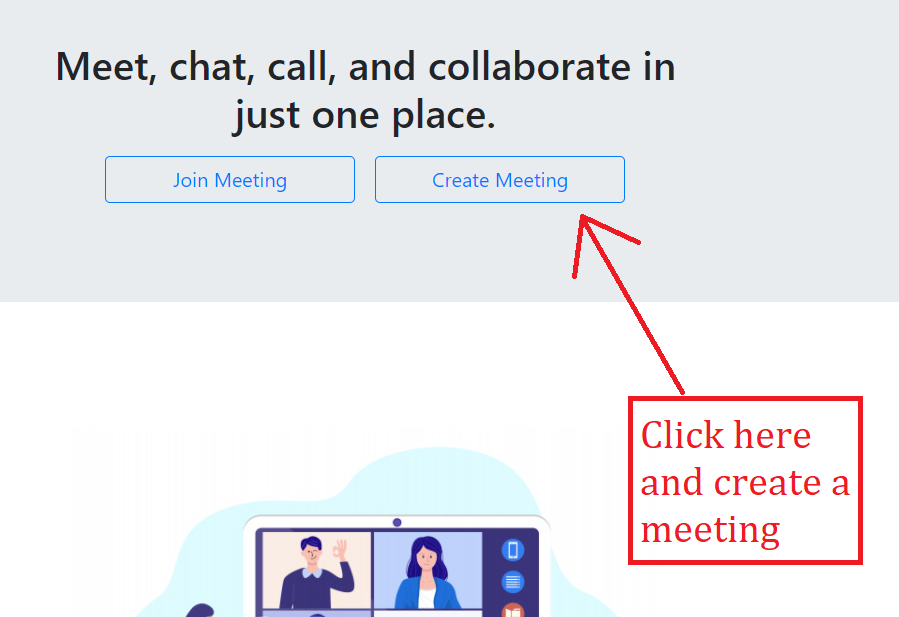 Meet, chat, call, and collaborate in
just one place.
Join Meeting
Create Meeting
Click here
and create a
meeting